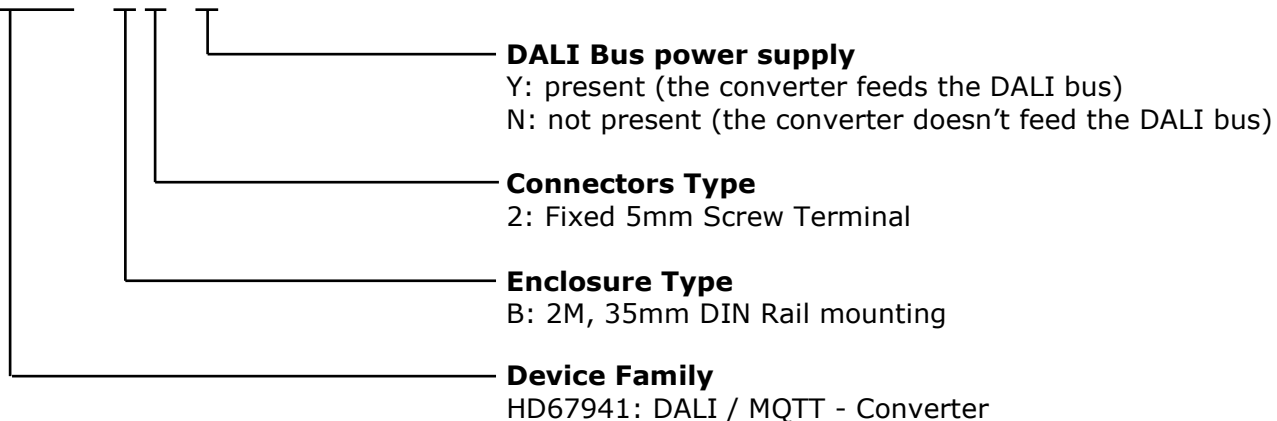 DALI Bus power supply
Y: present (the converter feeds the DALI bus)
N: not present (the converter doesn’t feed the DALI bus)
Connectors Type
2: Fixed 5mm Screw Terminal
Enclosure Type
B: 2M, 35mm DIN Rail mounting
Device Family
HD67941: DALI / MQTT - Converter